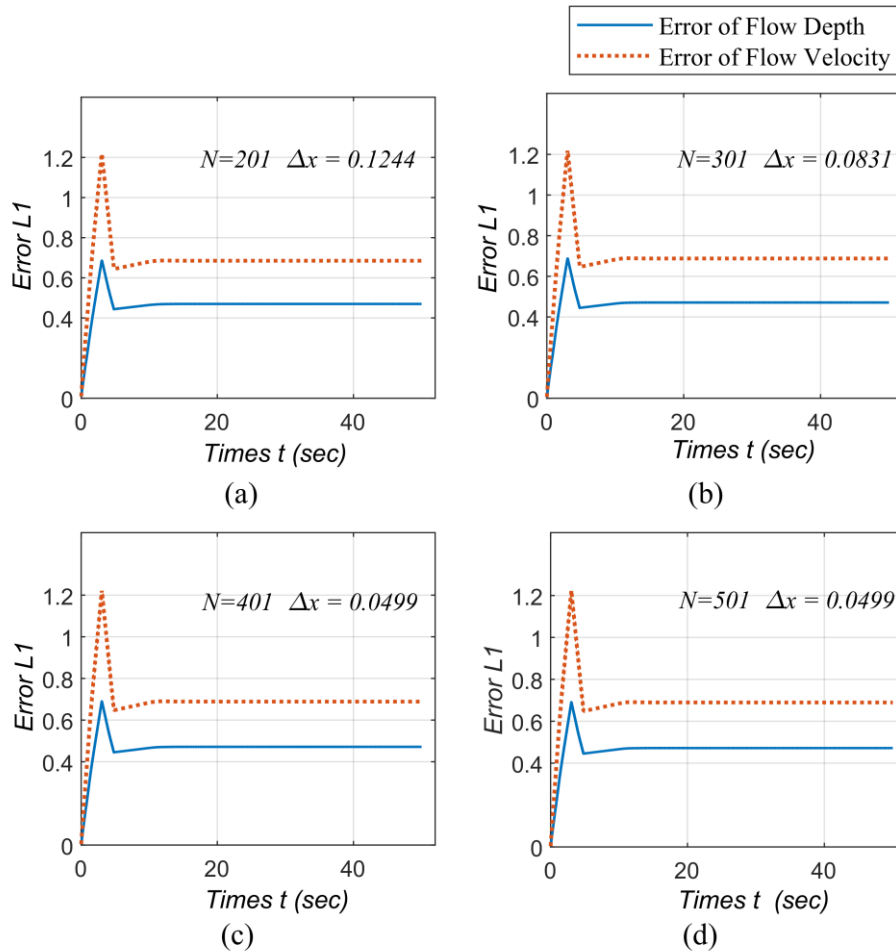 Error of Flow Depth
Error of Flow Velocity
N=201 Δx = 0.1244
1.2
1
0.8
0.6
0.4
0
Error L1
0 20 40
Times t (sec)
(a)
N=301 Δx = 0.0831
1.2
1
0.8
0.6
0.4
0
Error L1
0 20 40
Times t (sec)
(b)
N=401 Δx = 0.0499
1.2
1
0.8
0.6
0.4
0
Error L1
0 20 40
Times t (sec)
(c)
N=501 Δx = 0.0499
1.2
1
0.8
0.6
0.4
0
Error L1
0 20 40
Times t (sec)
(d)